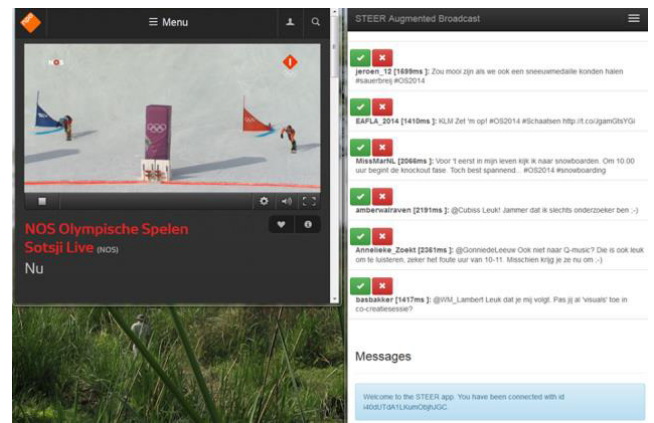 Menu
NOS Olympische Spelen
Sotsji Live (NOS)
Nu
STEER Augmented Broadcast
jeroen_12 [1699ms ]: Zou mooi zijn als we ook een sneeuwmedaille konden halen
#sauerbreij #OS2014
EAFLA_2014 [1410ms ]: KLM Zet 'm op! #OS2014 #Schaatsen
MissMarNL [2066ms ]: Voor 't eerst in mijn leven kijk ik naar snowboarden. Om 10.00
uur begint de knockout fase. Toch best spannend... #OS2014 #snowboarding
amberwalraven [2191ms ]: @Cubiss Leuk! Jammer dat ik slechts onderzoeker ben ;-)
Annelieke_Zoekt [2361ms ]: @GonniedeLeeuw Ook niet naar Q-music? Die is ook leuk
om te luisteren, zeker het foute uur van 10-11. Misschien krijg je ze nu om ;-)
basbakker [1417ms ]: @WM_Lambert Leuk dat je mij volgt. Pas jij al 'visuals' toe in
co-creatiesessie?
Messages
Welcome to the STEER app. You have been connected with id